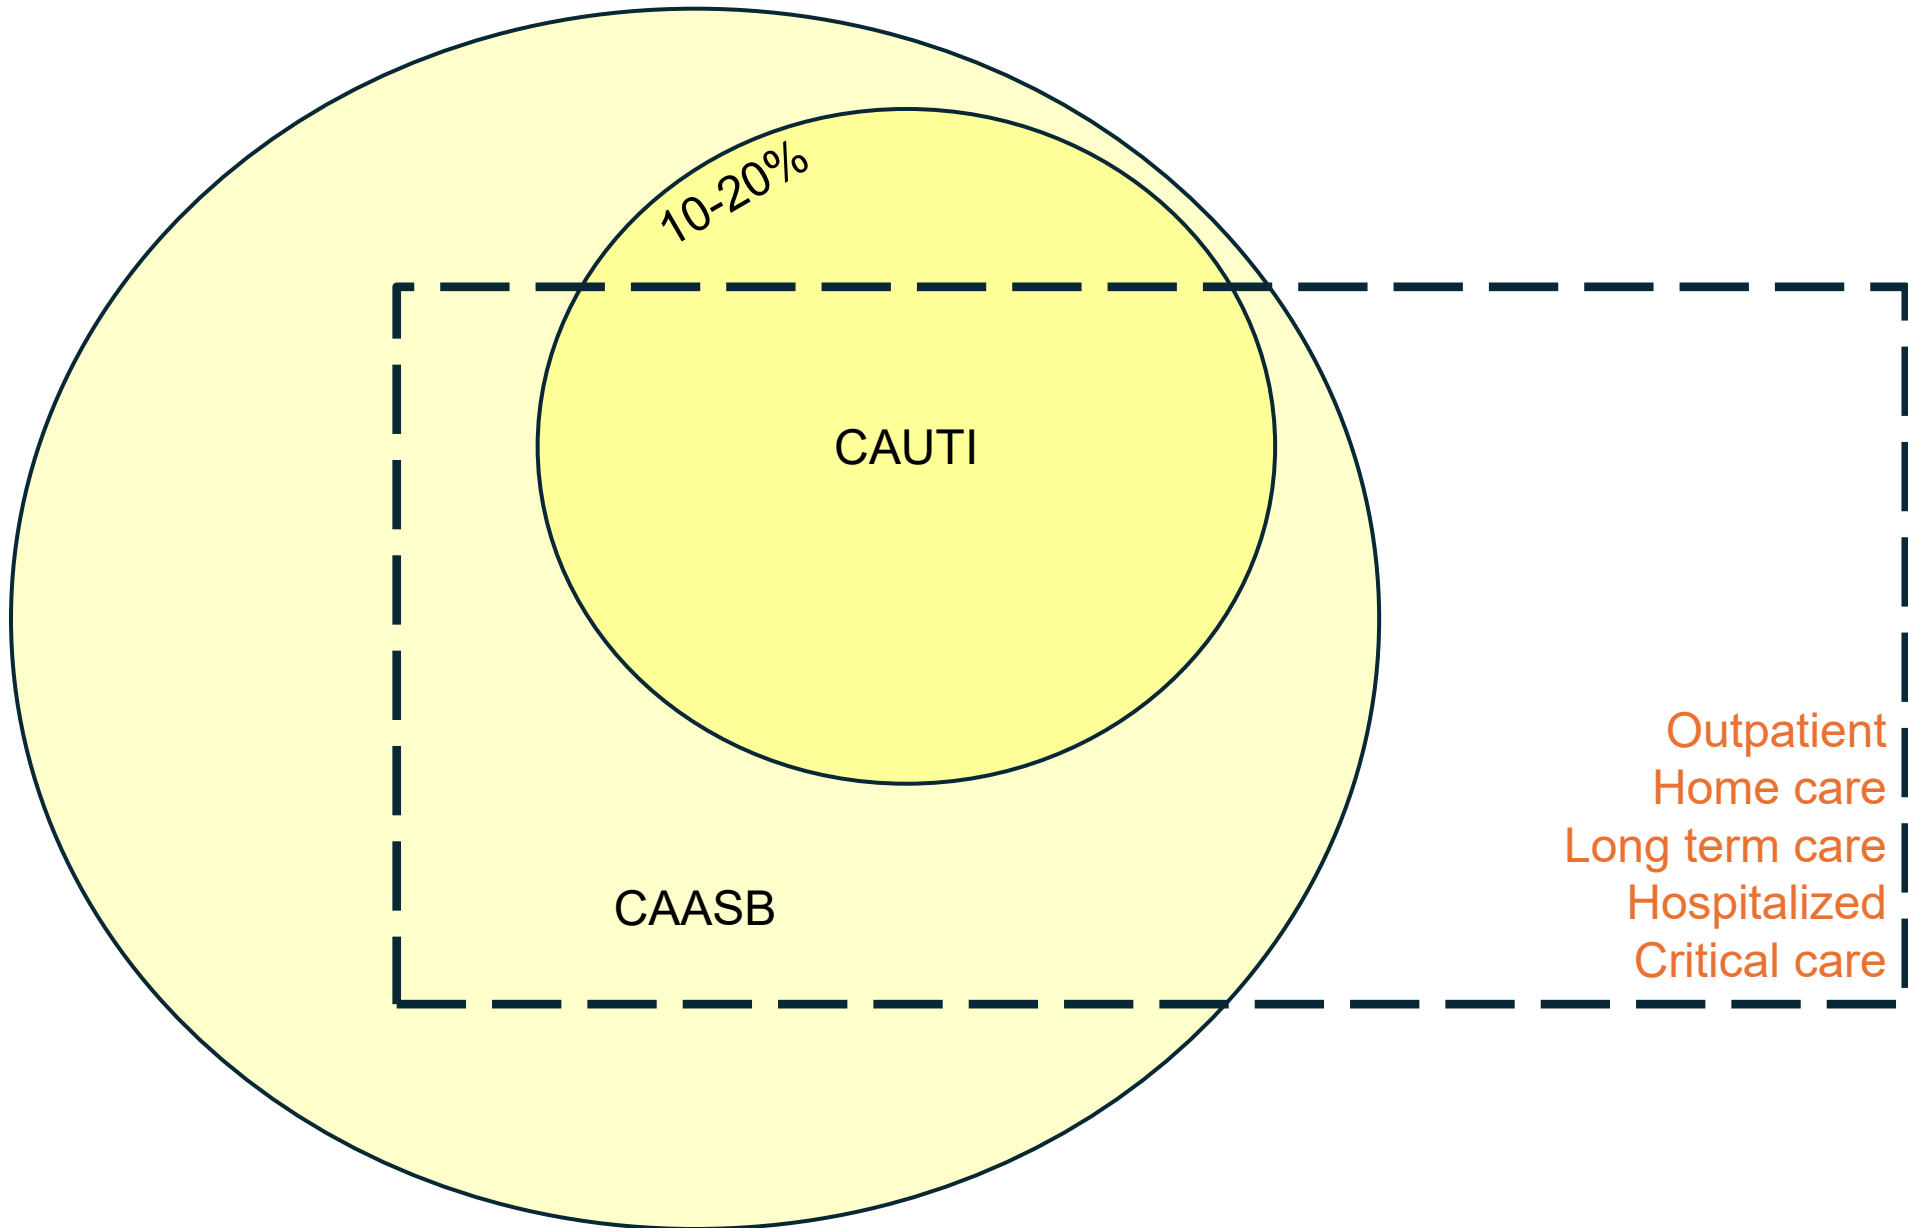 10-20%
CAUTI
Outpatient
Home care
Long term care
Hospitalized
Critical care
CAASB